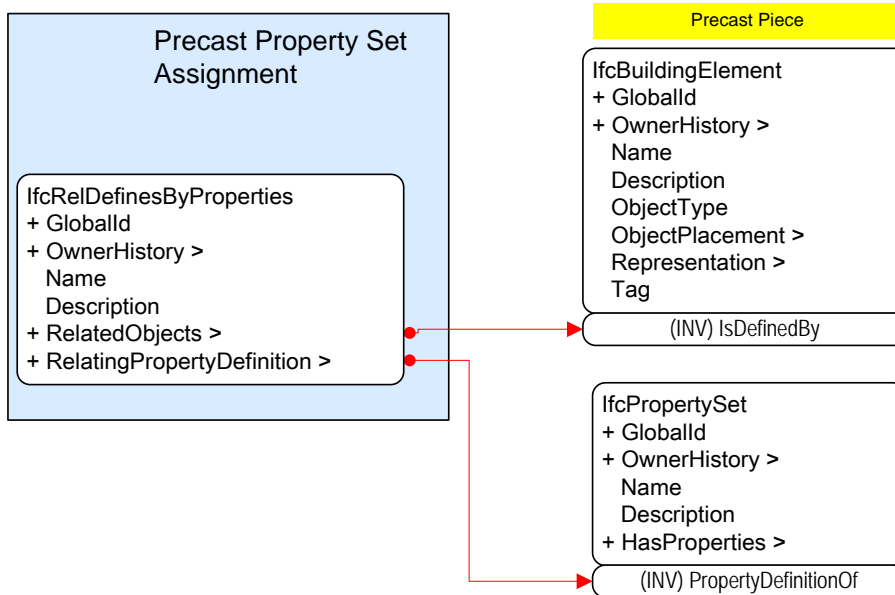 Precast Property Set
Assignment
IfcRelDefinesByProperties
+ GlobalId
+ OwnerHistory >
Name
Description
+ RelatedObjects >
+ RelatingPropertyDefinition >
Precast Piece
IfcBuildingElement
+ GlobalId
+ OwnerHistory >
Name
Description
ObjectType
ObjectPlacement >
Representation >
Tag
(INV) IsDefinedBy
IfcPropertySet
+ GlobalId
+ OwnerHistory >
Name
Description
+ HasProperties >
(INV) PropertyDefinitionOf